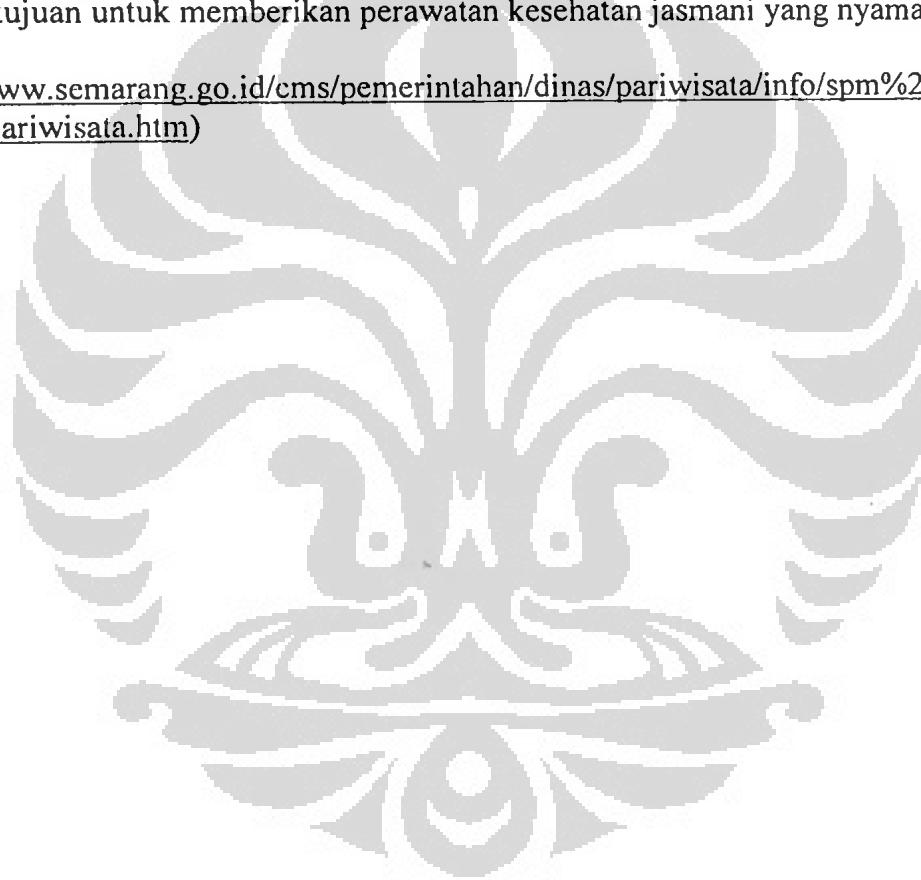 kujuan untuk memberikan perawatan kesehatan jasmani yang nyama
ww.semarang.go.id/cms/pemerintahan/dinas/pariwisata/info/spm%2
ariwisata.htm)